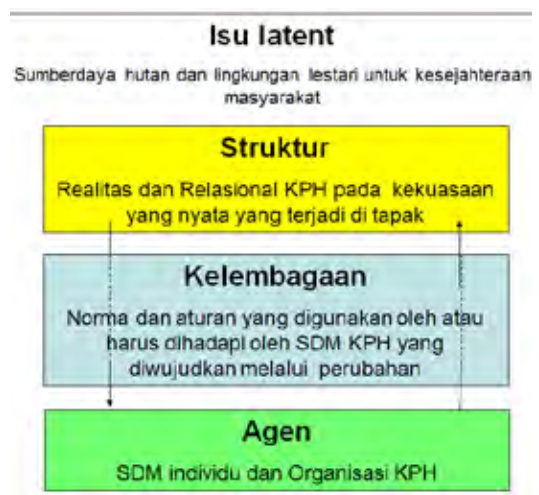 Isu latent
Sumberdaya hutan dan lingkungan lestari untuk kesejahteraan
masyarakat
Struktur
Realitas dan Relasional KPH pada kekuasaan
yang nyata yang terjadi di tapak
Kelembagaan
Norma dan aturan yang digunakan oleh atau
harus dihadapi oleh SDM KPH yang
diwujudkan melalui perubahan
Agen
SDM individu dan Organisasi KPH